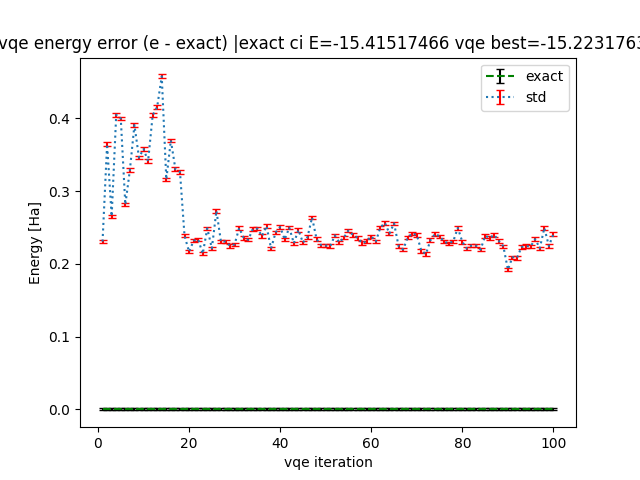 vqe energy error (e - exact) |exact ci E=-15.41517466 vqe best=-15.2231763
exact
std
Energy [Ha]
0.4
0.3
0.2
0.1
0.0
0
20
40
60
80
100
vqe iteration